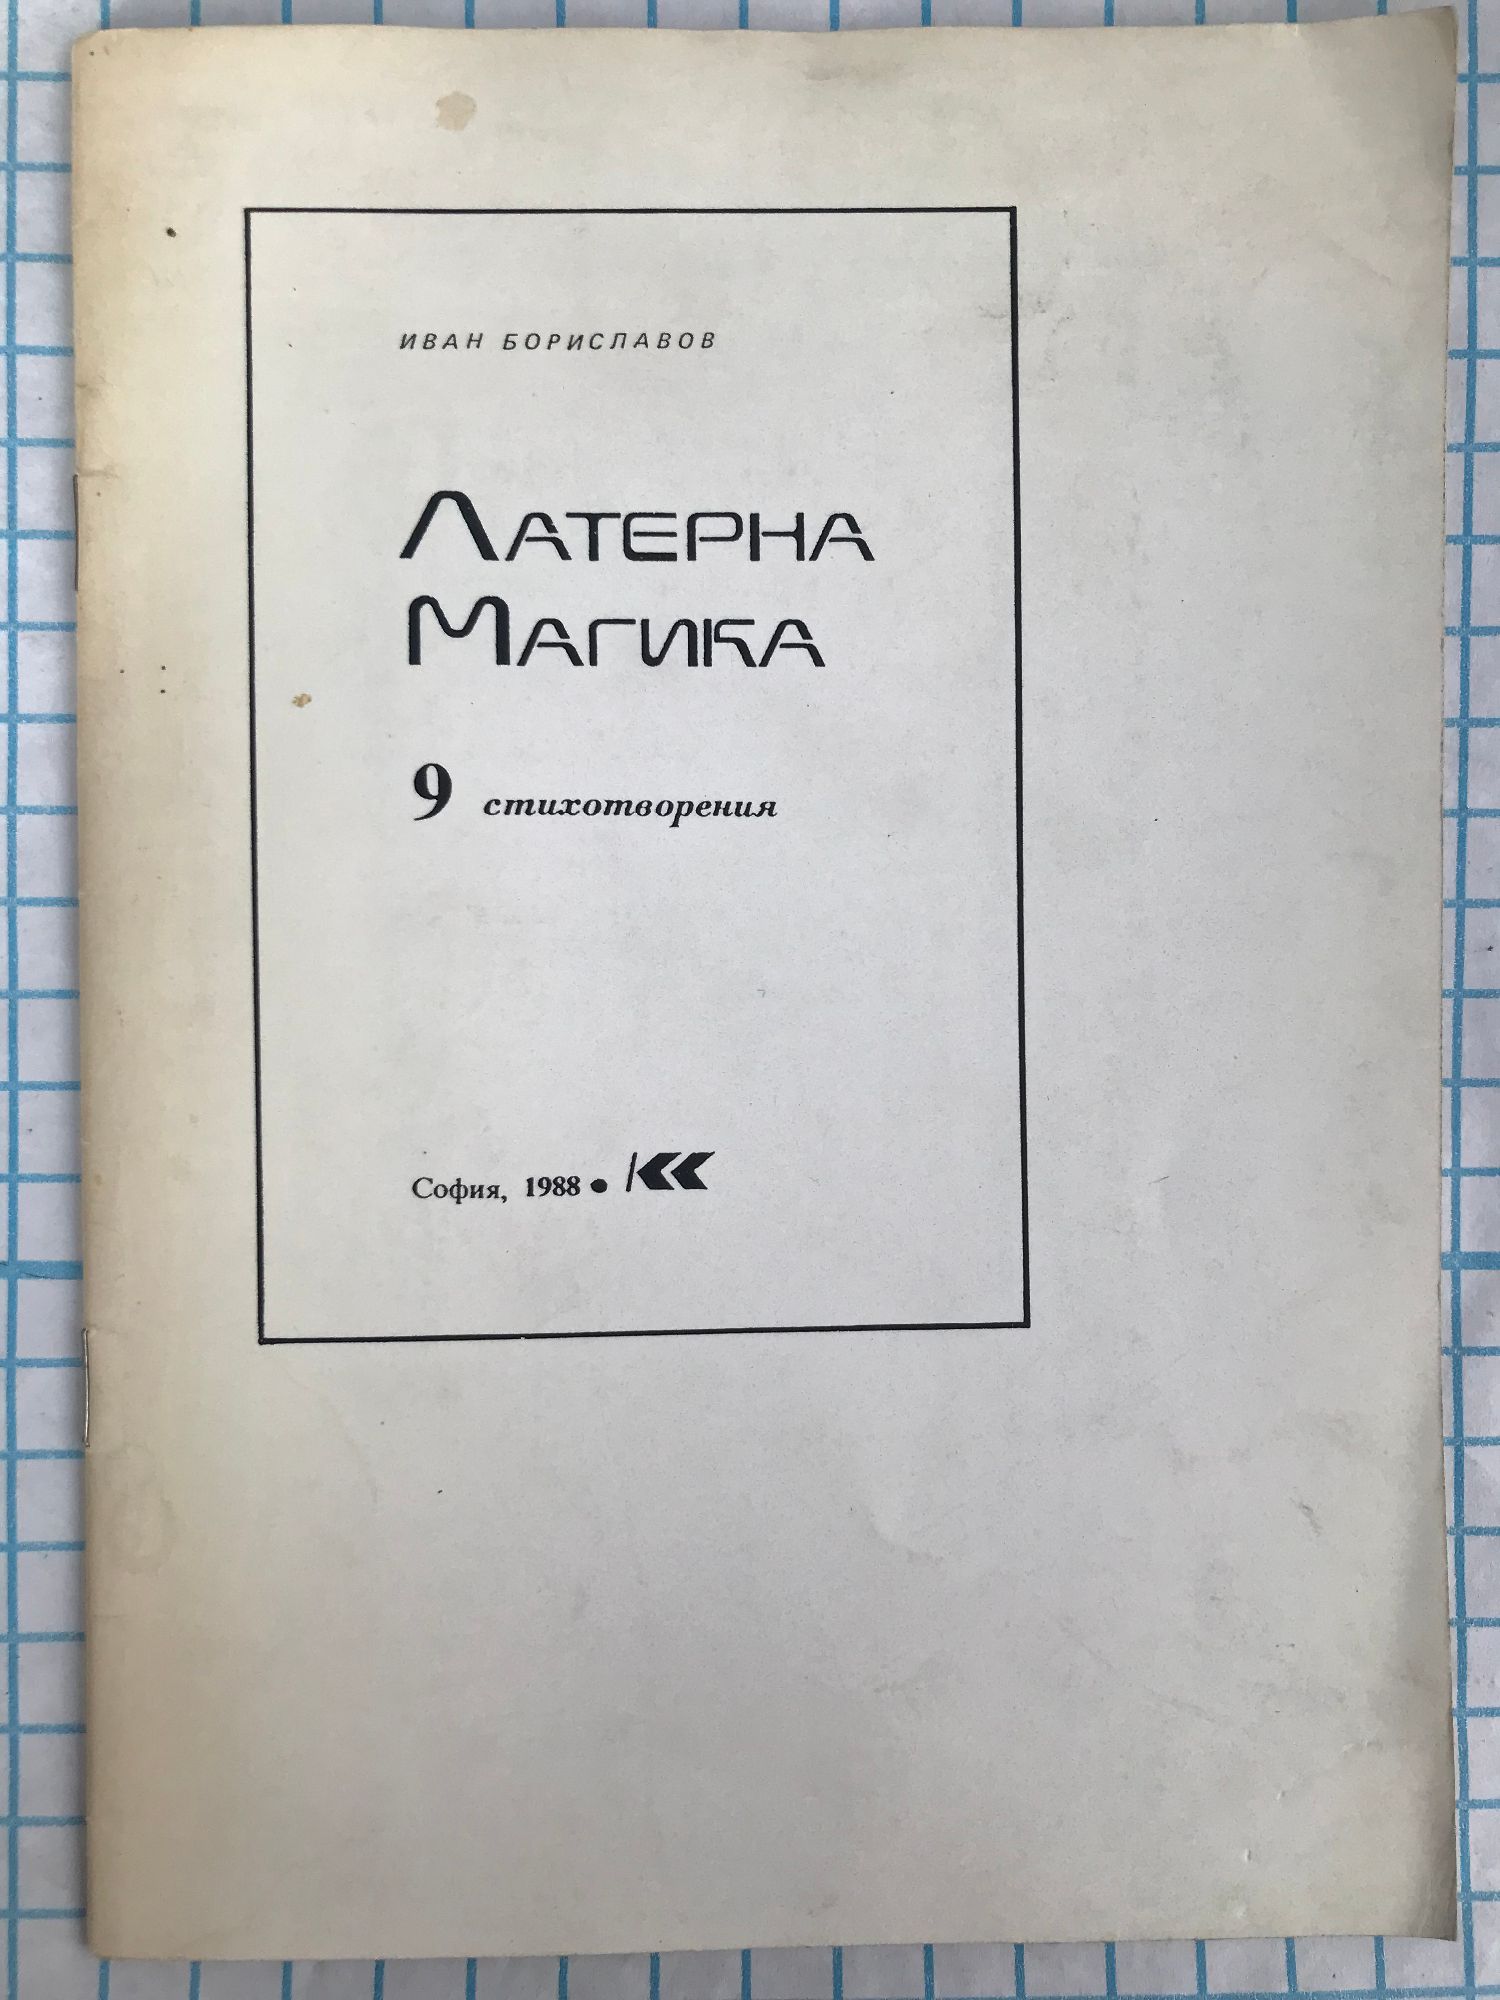 ИВАН БОРИСЛАВОВ
ЛАТЕРНА
МАГИКА
9 стихотворения
София, 1988 •